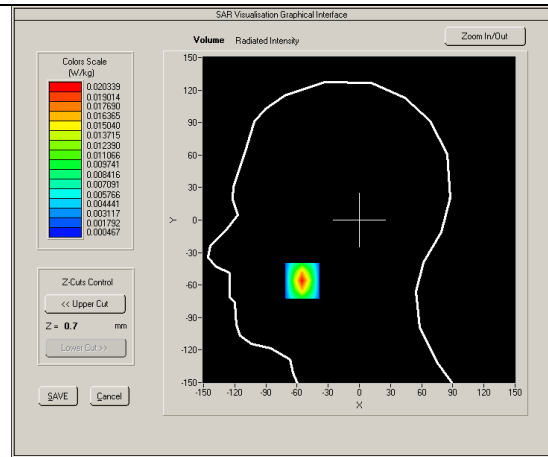 SAR Visualisation Graphical Interface
Volume Radiated Intensity
Zoom In/Out
Colors Scale
(W/kg)
0.020339
0.019014
0.017690
0.016365
0.015040
0.013715
0.012390
0.011066
0.009741
0.008416
0.007091
0.005766
0.004441
0.003117
0.001792
0.000467
Z-Cuts Control
<< Upper Cut
Z = 0.7 mm
Lower Cut >>
SAVE Cancel
150
120
90
60
30
0
-30
-60
-90
-120
-150
Y
-150 -120 -90 -60 -30 0 30 60 90 120 150
X